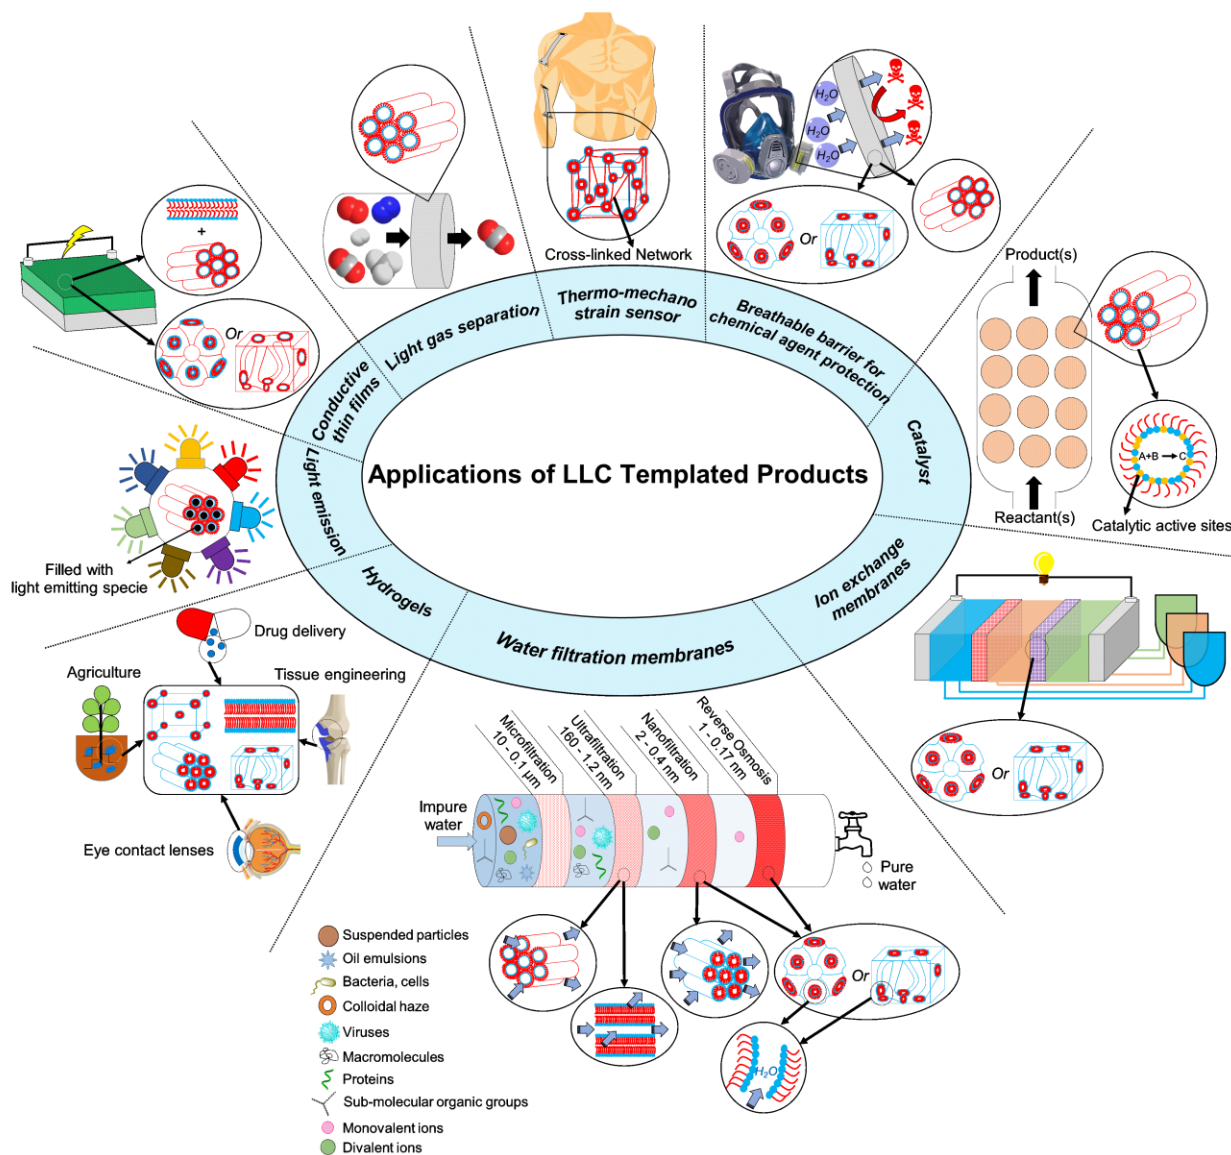 Applications of LLC Templated Products
Light gas separation
Thermo-mechano
strain sensor
Breathable barrier for
chemical agent protection
Catalyst
Ion exchange
membranes
Water filtration membranes
Hydrogels
Light emission
Conductive
thin films
+
Or
Cross-linked Network
H₂O
H₂O
H₂O
Or
Product(s)
Reactant(s)
A+B → C
Catalytic active sites
Or
Filled with
light emitting specie
Drug delivery
Agriculture
Tissue engineering
Eye contact lenses
Microfiltration
10 - 0.1 μm
Ultrafiltration
160 - 1.2 nm
Nanofiltration
2 - 0.4 nm
Reverse Osmosis
1 - 0.17 nm
Impure
water
Pure
water
Or
H₂O
Suspended particles
Oil emulsions
Bacteria, cells
Colloidal haze
Viruses
Macromolecules
Proteins
Sub-molecular organic groups
Monovalent ions
Divalent ions